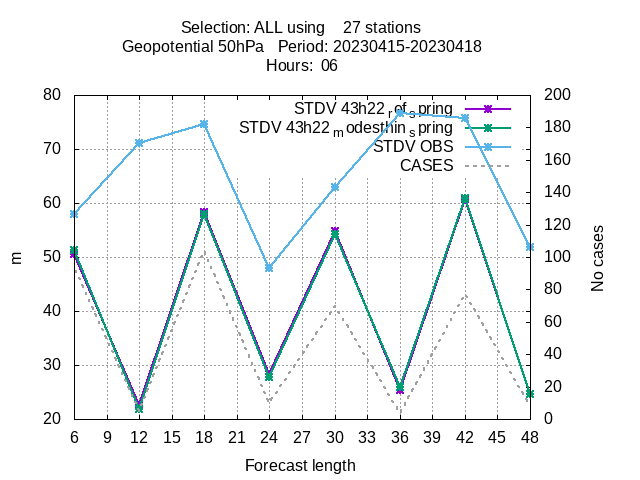 Selection: ALL using    27 stations
Geopotential 50hPa   Period: 20230415-20230418
Hours: 06
STDV 43h22_ref_spring
STDV 43h22_modesthin_spring
STDV OBS
CASES
80
70
60
50
40
30
20
m
200
180
160
140
120
100
80
60
40
20
0
No cases
6 9 12 15 18 21 24 27 30 33 36 39 42 45 48
Forecast length